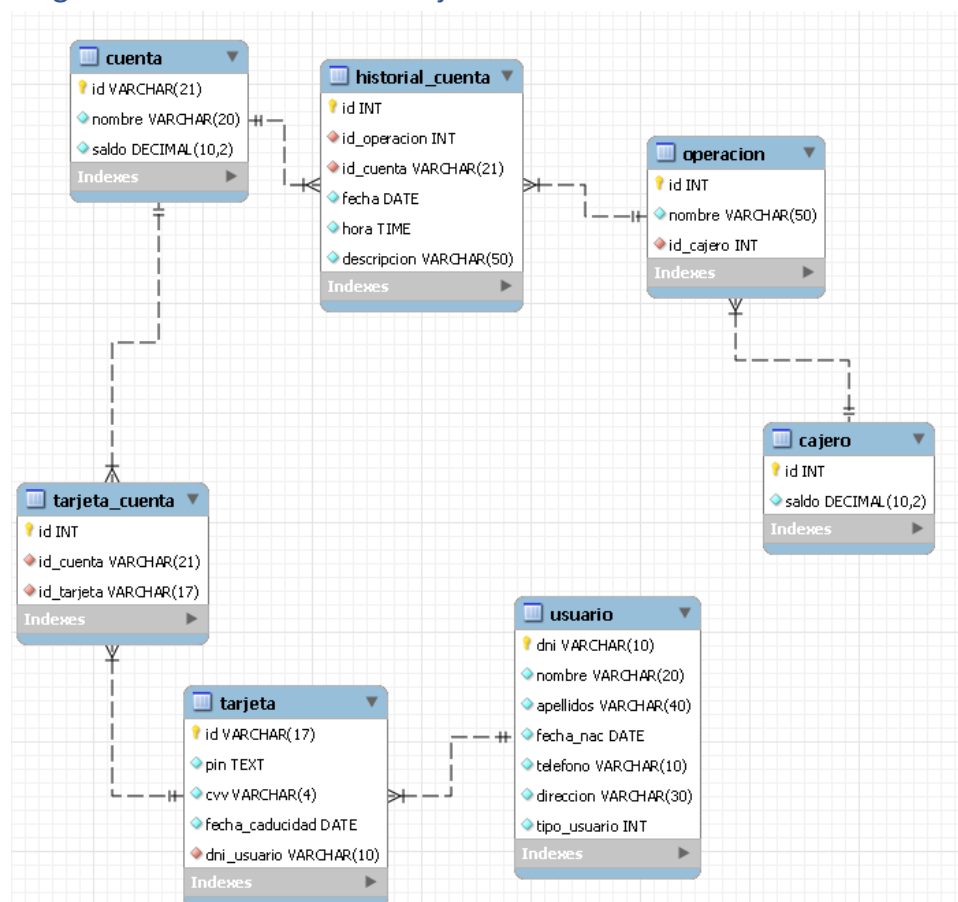 cuenta
id VARCHAR(21)
nombre VARCHAR(20)
saldo DECIMAL(10,2)
Indexes
historial_cuenta
id INT
id_operacion INT
id_cuenta VARCHAR(21)
fecha DATE
hora TIME
descripcion VARCHAR(50)
Indexes
operacion
id INT
nombre VARCHAR(50)
id_cajero INT
Indexes
cajero
id INT
saldo DECIMAL(10,2)
Indexes
tarjeta_cuenta
id INT
id_cuenta VARCHAR(21)
id_tarjeta VARCHAR(17)
Indexes
usuario
dni VARCHAR(10)
nombre VARCHAR(20)
apellidos VARCHAR(40)
fecha_nac DATE
telefono VARCHAR(10)
direccion VARCHAR(30)
tipo_usuario INT
Indexes
tarjeta
id VARCHAR(17)
pin TEXT
cvv VARCHAR(4)
fecha_caducidad DATE
dni_usuario VARCHAR(10)
Indexes